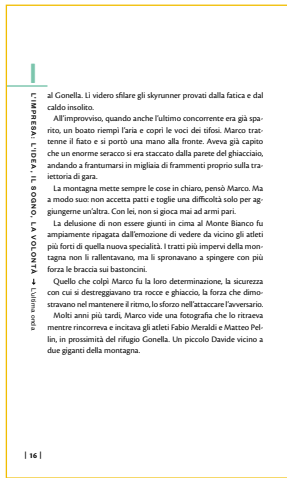 al Gonella. Lì videro sfilare gli skyrunner provati dalla fatica e dal
caldo insolito.
All'improvviso, quando anche l'ultimo concorrente era già spa-
rito, un boato riempì l'aria e coprì le voci dei tifosi. Marco trat-
tenne il fiato e si portò una mano alla fronte. Aveva già capito
che un enorme seracco si era staccato dalla parete del ghiacciaio,
andando a frantumarsi in migliaia di frammenti proprio sulla tra-
iettoria di gara.
La montagna mette sempre le cose in chiaro, pensò Marco. Ma
a modo suo: non accetta patti e toglie una difficoltà solo per ag-
giungerne un'altra. Con lei, non si gioca mai ad armi pari.
La delusione di non essere giunti in cima al Monte Bianco fu
ampiamente ripagata dall'emozione di vedere da vicino gli atleti
più forti di quella nuova specialità. I tratti più impervi della mon-
tagna non li rallentavano, ma li spronavano a spingere con più
forza le braccia sui bastoncini.
Quello che colpì Marco fu la loro determinazione, la sicurezza
con cui si destreggiavano tra rocce e ghiaccio, la forza che dimo-
stravano nel mantenere il ritmo, lo sforzo nell'attaccare l'avversario.
Molti anni più tardi, Marco vide una fotografia che lo ritraeva
mentre rincorreva e incitava gli atleti Fabio Meraldi e Matteo Pel-
lin, in prossimità del rifugio Gonella. Un piccolo Davide vicino a
due giganti della montagna.
I
L'IMPRESA: L'IDEA, IL SOGNO, LA VOLONTÀ → L'ultima onda
| 16 |